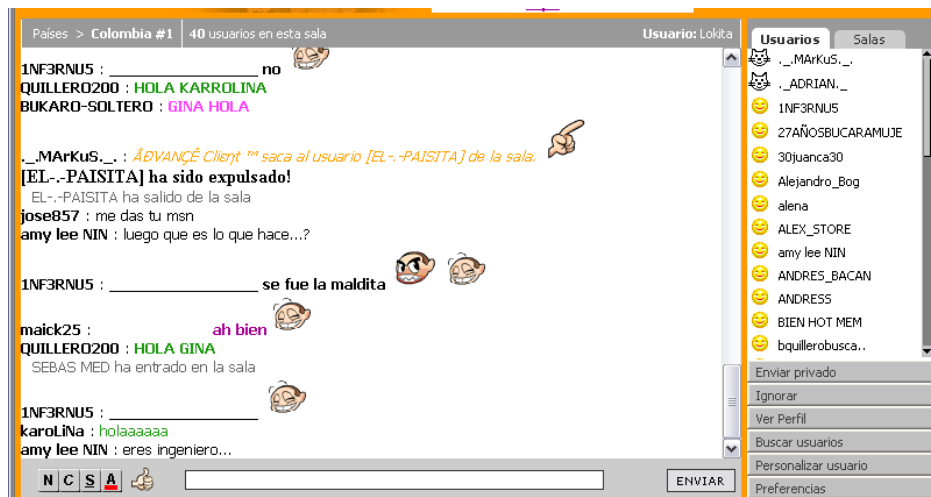 Países > Colombia #1 40 usuarios en esta sala Usuario: Lokita
1NF3RNU5 : _________________ no
QUILLERO200 : HOLA KARROLINA
BUKARO-SOLTERO : GINA HOLA
._.MArKuS._. : ÅÐVANÇÊ Clieηt ™ saca al usuario [EL-.-PAISITA] de la sala.
[EL-.-PAISITA] ha sido expulsado!
EL-.-PAISITA ha salido de la sala
jose857 : me das tu msn
amy lee NIN : luego que es lo que hace...?
1NF3RNU5 : _________________ se fue la maldita
maick25 : ah bien
QUILLERO200 : HOLA GINA
SEBAS MED ha entrado en la sala
1NF3RNU5 : _________________
karoLiNa : holaaaaaa
amy lee NIN : eres ingeniero...
N C S A
ENVIAR
Usuarios Salas
._.MArKuS._.
._ADRIAN._
1NF3RNU5
27AÑOSBUCARAMUJE
30juanca30
Alejandro_Bog
alena
ALEX_STORE
amy lee NIN
ANDRES_BACAN
ANDRESS
BIEN HOT MEM
bquillerobusca..
Enviar privado
Ignorar
Ver Perfil
Buscar usuarios
Personalizar usuario
Preferencias